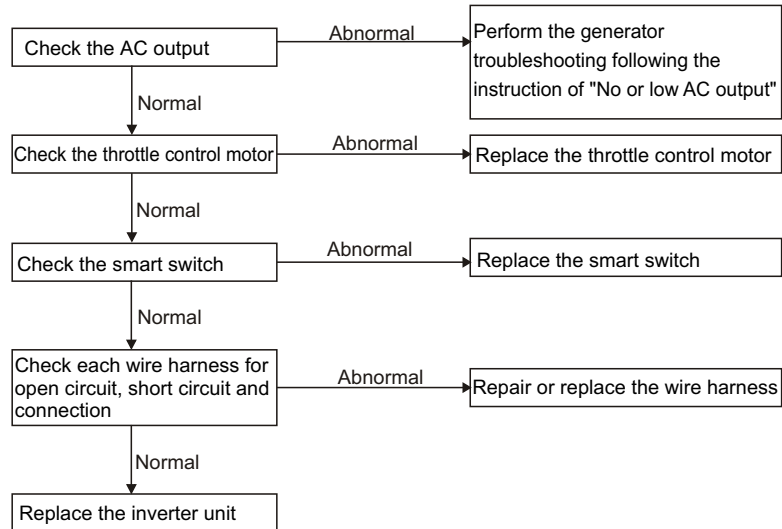 Check the AC output
Abnormal
Perform the generator
troubleshooting following the
instruction of "No or low AC output"
Normal
Check the throttle control motor
Abnormal
Replace the throttle control motor
Normal
Check the smart switch
Abnormal
Replace the smart switch
Normal
Check each wire harness for
open circuit, short circuit and
connection
Abnormal
Repair or replace the wire harness
Normal
Replace the inverter unit